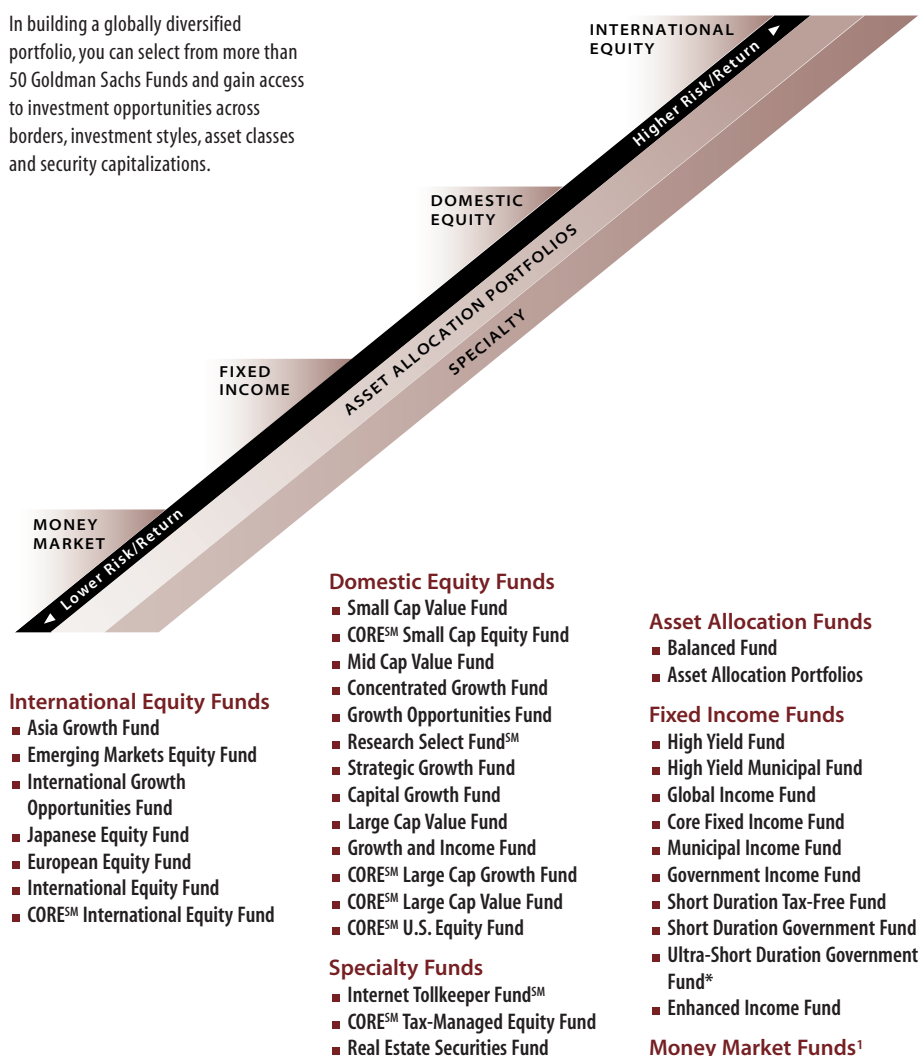 In building a globally diversified
portfolio, you can select from more than
50 Goldman Sachs Funds and gain access
to investment opportunities across
borders, investment styles, asset classes
and security capitalizations.
INTERNATIONAL
EQUITY
Higher Risk/Return ►
DOMESTIC
EQUITY
ASSET ALLOCATION PORTFOLIOS
SPECIALTY
FIXED
INCOME
MONEY
MARKET
◄ Lower Risk/Return
International Equity Funds
■ Asia Growth Fund
■ Emerging Markets Equity Fund
■ International Growth
Opportunities Fund
■ Japanese Equity Fund
■ European Equity Fund
■ International Equity Fund
■ CORE℠ International Equity Fund
Domestic Equity Funds
■ Small Cap Value Fund
■ CORE℠ Small Cap Equity Fund
■ Mid Cap Value Fund
■ Concentrated Growth Fund
■ Growth Opportunities Fund
■ Research Select Fund℠
■ Strategic Growth Fund
■ Capital Growth Fund
■ Large Cap Value Fund
■ Growth and Income Fund
■ CORE℠ Large Cap Growth Fund
■ CORE℠ Large Cap Value Fund
■ CORE℠ U.S. Equity Fund
Specialty Funds
■ Internet Tollkeeper Fund℠
■ CORE℠ Tax-Managed Equity Fund
■ Real Estate Securities Fund
Asset Allocation Funds
■ Balanced Fund
■ Asset Allocation Portfolios
Fixed Income Funds
■ High Yield Fund
■ High Yield Municipal Fund
■ Global Income Fund
■ Core Fixed Income Fund
■ Municipal Income Fund
■ Government Income Fund
■ Short Duration Tax-Free Fund
■ Short Duration Government Fund
■ Ultra-Short Duration Government
Fund*
■ Enhanced Income Fund
Money Market Funds¹